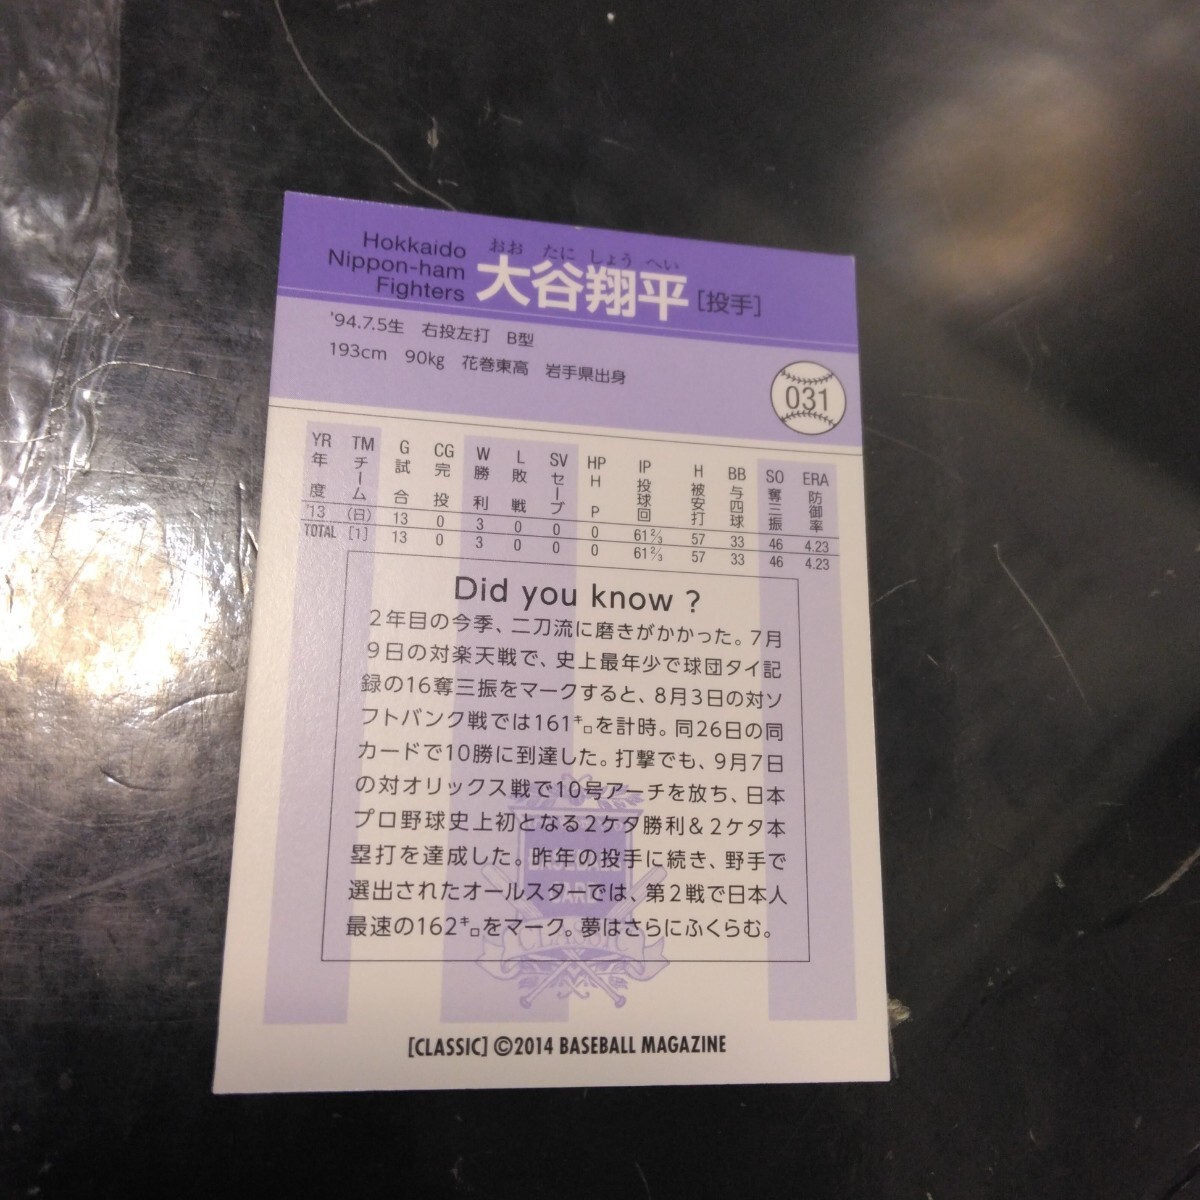 Hokkaido
Nippon-ham
Fighters
おお たに しょう へい
大谷翔平 [投手]
'94.7.5生 右投左打 B型
193cm 90kg 花巻東高 岩手県出身
031
YR TM G CG W L SV HP IP H BB SO ERA
年度 チーム 試合 完投 勝利 敗戦 セーブ HP 投球回 被安打 与四球 奪三振 防御率
'13 (日) 13 0 3 0 0 0 61 2/3 57 33 46 4.23
TOTAL [1] 13 0 3 0 0 0 61 2/3 57 33 46 4.23
Did you know ?
2年目の今季、二刀流に磨きがかかった。7月
9日の対楽天戦で、史上最年少で球団タイ記
録の16奪三振をマークすると、8月3日の対ソ
フトバンク戦では161㌔を計時。同26日の同
カードで10勝に到達した。打撃でも、9月7日
の対オリックス戦で10号アーチを放ち、日本
プロ野球史上初となる2ケタ勝利＆2ケタ本
塁打を達成した。昨年の投手に続き、野手で
選出されたオールスターでは、第2戦で日本人
最速の162㌔をマーク。夢はさらにふくらむ。
BASEBALL
CARD
CLASSIC
[CLASSIC] ©2014 BASEBALL MAGAZINE